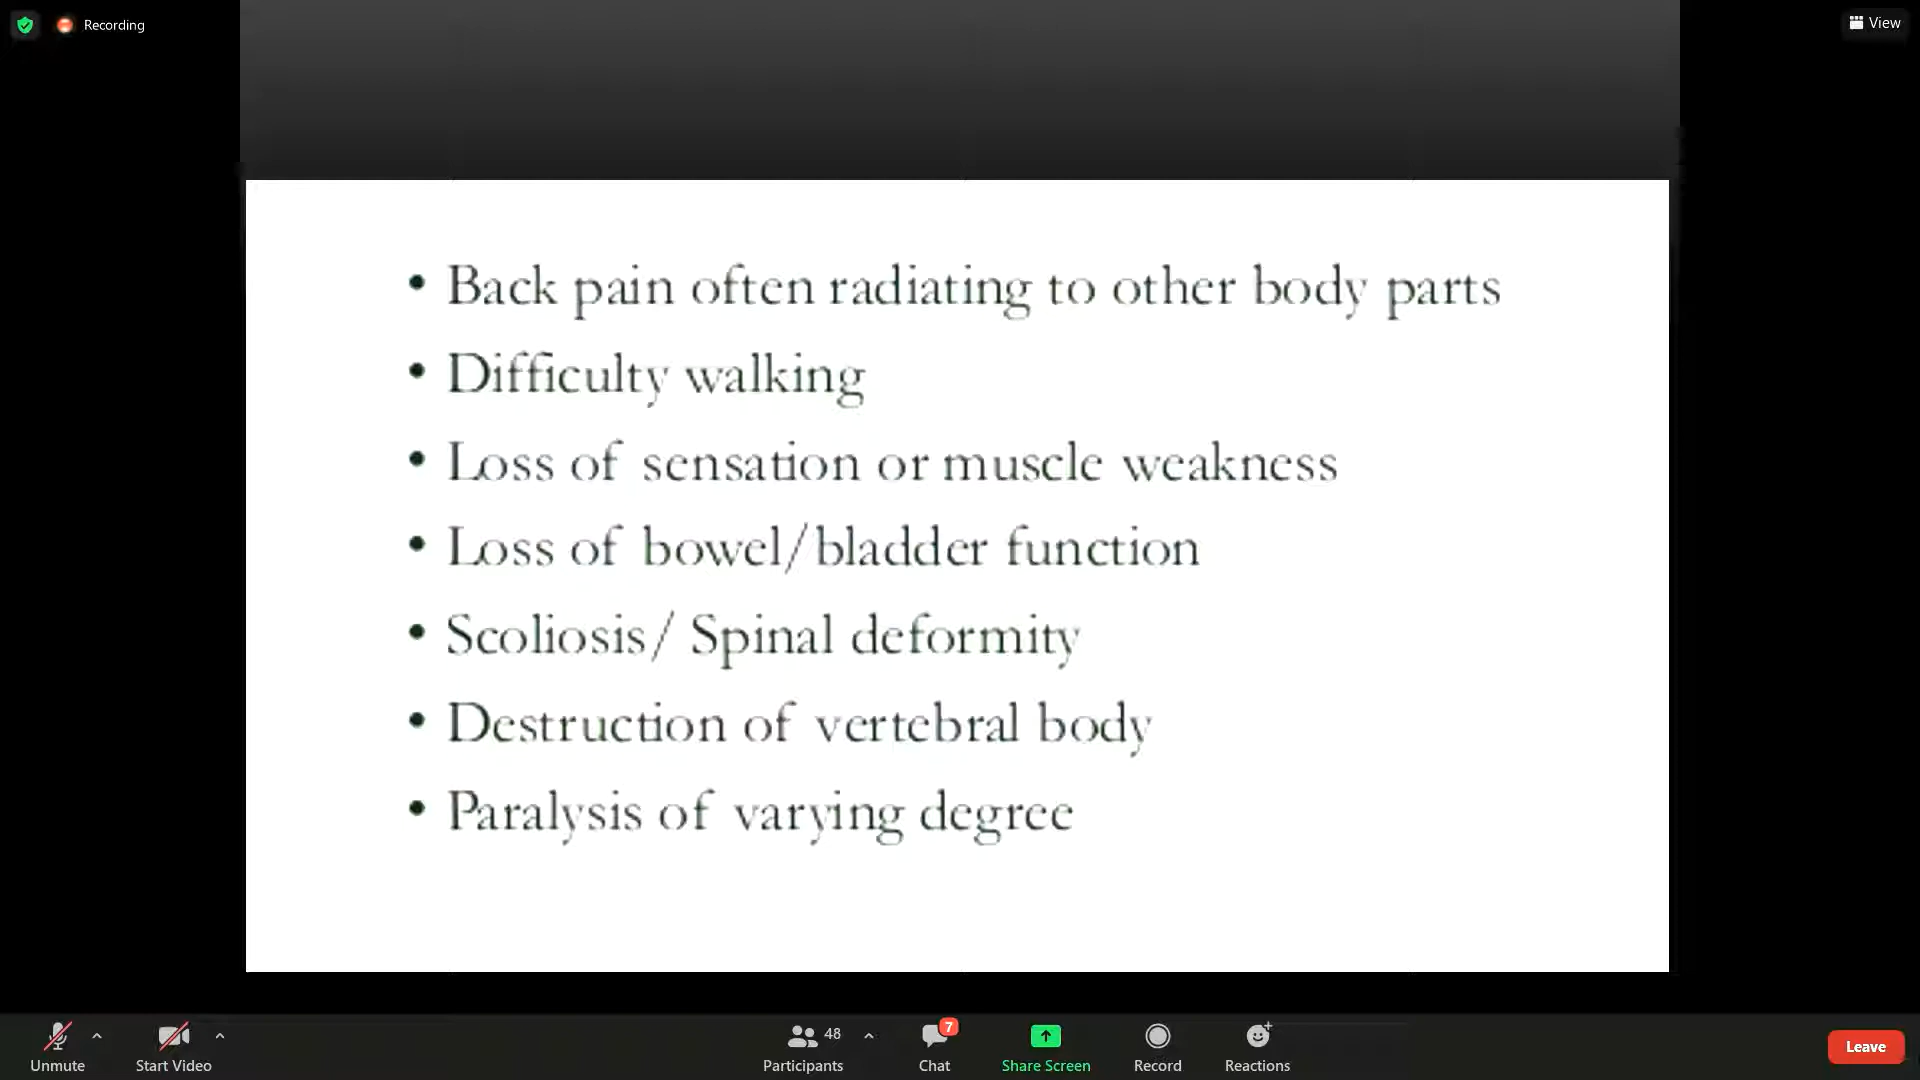 Recording
View
• Back pain often radiating to other body parts
• Difficulty walking
• Loss of sensation or muscle weakness
• Loss of bowel/bladder function
• Scoliosis/ Spinal deformity
• Destruction of vertebral body
• Paralysis of varying degree
Unmute
Start Video
48
Participants
7
Chat
Share Screen
Record
Reactions
Leave